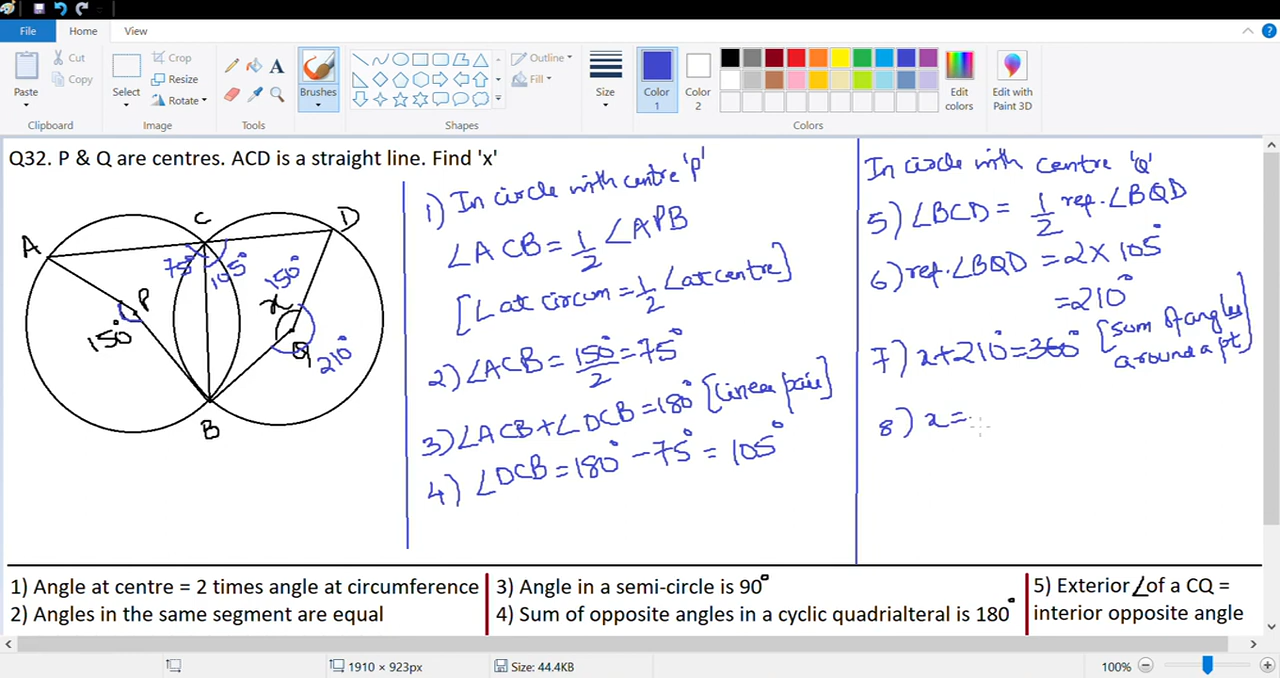 File
Home
View
Paste
Cut
Copy
Clipboard
Select
Crop
Resize
Rotate
Image
A
Tools
Brushes
Outline
Fill
Shapes
Size
Color
1
Color
2
Edit
colors
Colors
Edit with
Paint 3D
Q32. P & Q are centres. ACD is a straight line. Find 'x'
A
C
D
75°
105°
150°
x
P
150°
Q
210°
B
1) In circle with centre 'P'
∠ACB = 1/2 ∠APB
[∠at circum = 1/2 ∠at centre]
2) ∠ACB = 150°/2 = 75°
3) ∠ACB + ∠DCB = 180° [linear pair]
4) ∠DCB = 180° - 75° = 105°
In circle with centre 'Q'
5) ∠BCD = 1/2 ref. ∠BQD
6) ref. ∠BQD = 2 x 105°
= 210°
7) x + 210° = 360° [sum of angles
around a pt]
8) x =
1) Angle at centre = 2 times angle at circumference
2) Angles in the same segment are equal
3) Angle in a semi-circle is 90°
4) Sum of opposite angles in a cyclic quadrialteral is 180°
5) Exterior ∠of a CQ =
interior opposite angle
1910 × 923px
Size: 44.4KB
100%